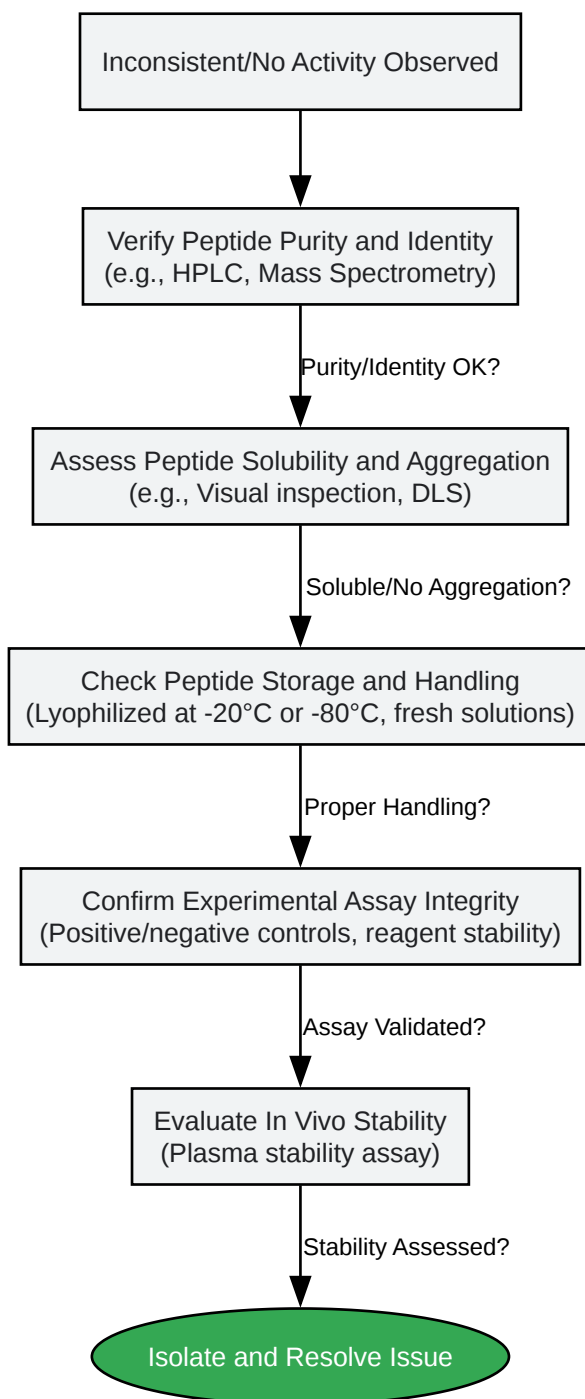 Inconsistent/No Activity Observed
Verify Peptide Purity and Identity
(e.g., HPLC, Mass Spectrometry)
Purity/Identity OK?
Assess Peptide Solubility and Aggregation
(e.g., Visual inspection, DLS)
Soluble/No Aggregation?
Check Peptide Storage and Handling
(Lyophilized at -20°C or -80°C, fresh solutions)
Proper Handling?
Confirm Experimental Assay Integrity
(Positive/negative controls, reagent stability)
Assay Validated?
Evaluate In Vivo Stability
(Plasma stability assay)
Stability Assessed?
Isolate and Resolve Issue